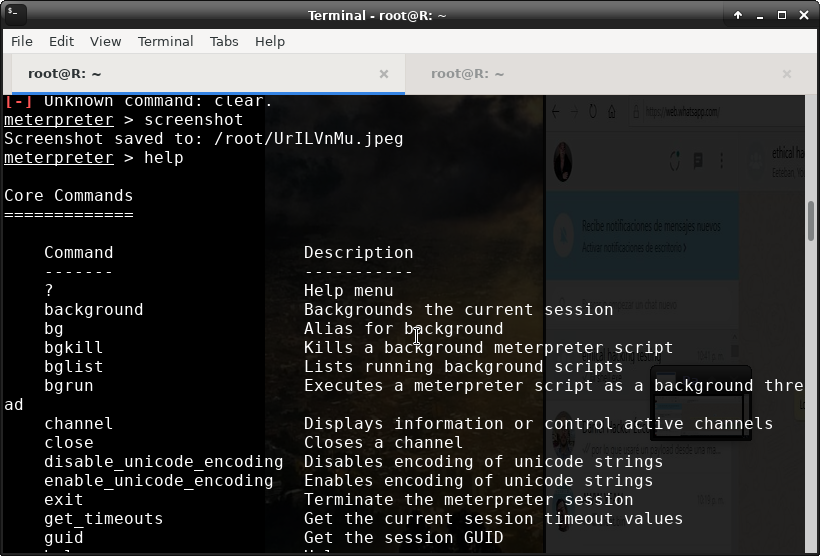 Terminal - root@R: ~
File Edit View Terminal Tabs Help
root@R: ~ root@R: ~
[-] Unknown command: clear.
meterpreter > screenshot
Screenshot saved to: /root/UrILVnMu.jpeg
meterpreter > help
Core Commands
=============
Command Description
------- -----------
? Help menu
background Backgrounds the current session
bg Alias for background
bgkill Kills a background meterpreter script
bglist Lists running background scripts
bgrun Executes a meterpreter script as a background thre
ad
channel Displays information or control active channels
close Closes a channel
disable_unicode_encoding Disables encoding of unicode strings
enable_unicode_encoding Enables encoding of unicode strings
exit Terminate the meterpreter session
get_timeouts Get the current session timeout values
guid Get the session GUID
https://web.whatsapp.com/
ethical ha
Recibe notificaciones de mensajes nuevos
Activar notificaciones de escritorio >